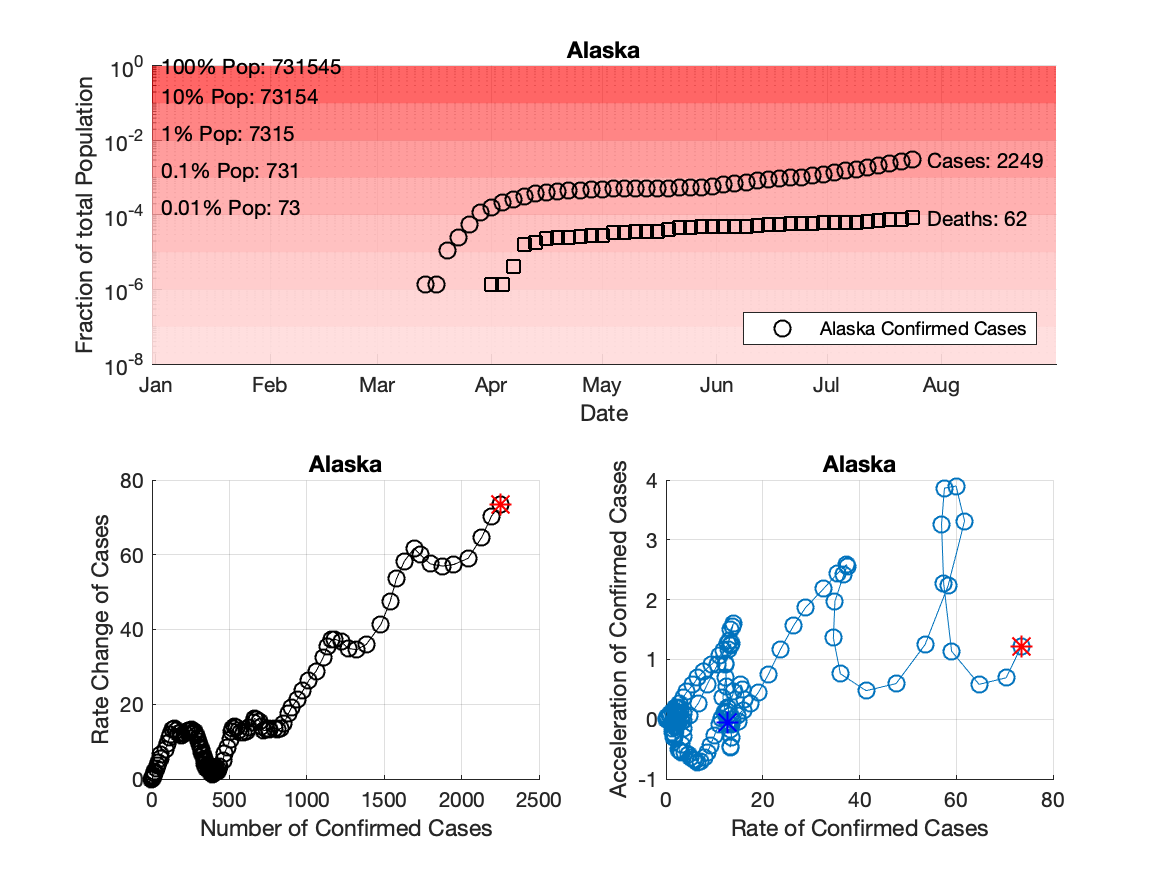 Alaska
Fraction of total Population
10^0
10^-2
10^-4
10^-6
10^-8
100% Pop: 731545
10% Pop: 73154
1% Pop: 7315
0.1% Pop: 731
0.01% Pop: 73
Cases: 2249
Deaths: 62
Alaska Confirmed Cases
Jan Feb Mar Apr May Jun Jul Aug
Date
Alaska
Rate Change of Cases
80
60
40
20
0
0 500 1000 1500 2000 2500
Number of Confirmed Cases
Alaska
Acceleration of Confirmed Cases
4
3
2
1
0
-1
0 20 40 60 80
Rate of Confirmed Cases